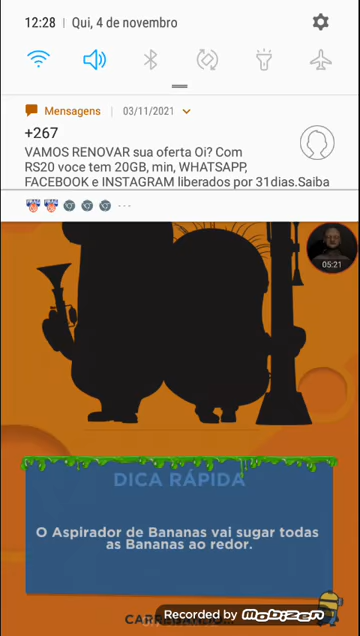 12:28 | Qui, 4 de novembro
Mensagens | 03/11/2021
+267
VAMOS RENOVAR sua oferta Oi? Com
RS20 voce tem 20GB, min, WHATSAPP,
FACEBOOK e INSTAGRAM liberados por 31dias.Saiba
05:21
DICA RÁPIDA
O Aspirador de Bananas vai sugar todas
as Bananas ao redor.
Recorded by Mobizen